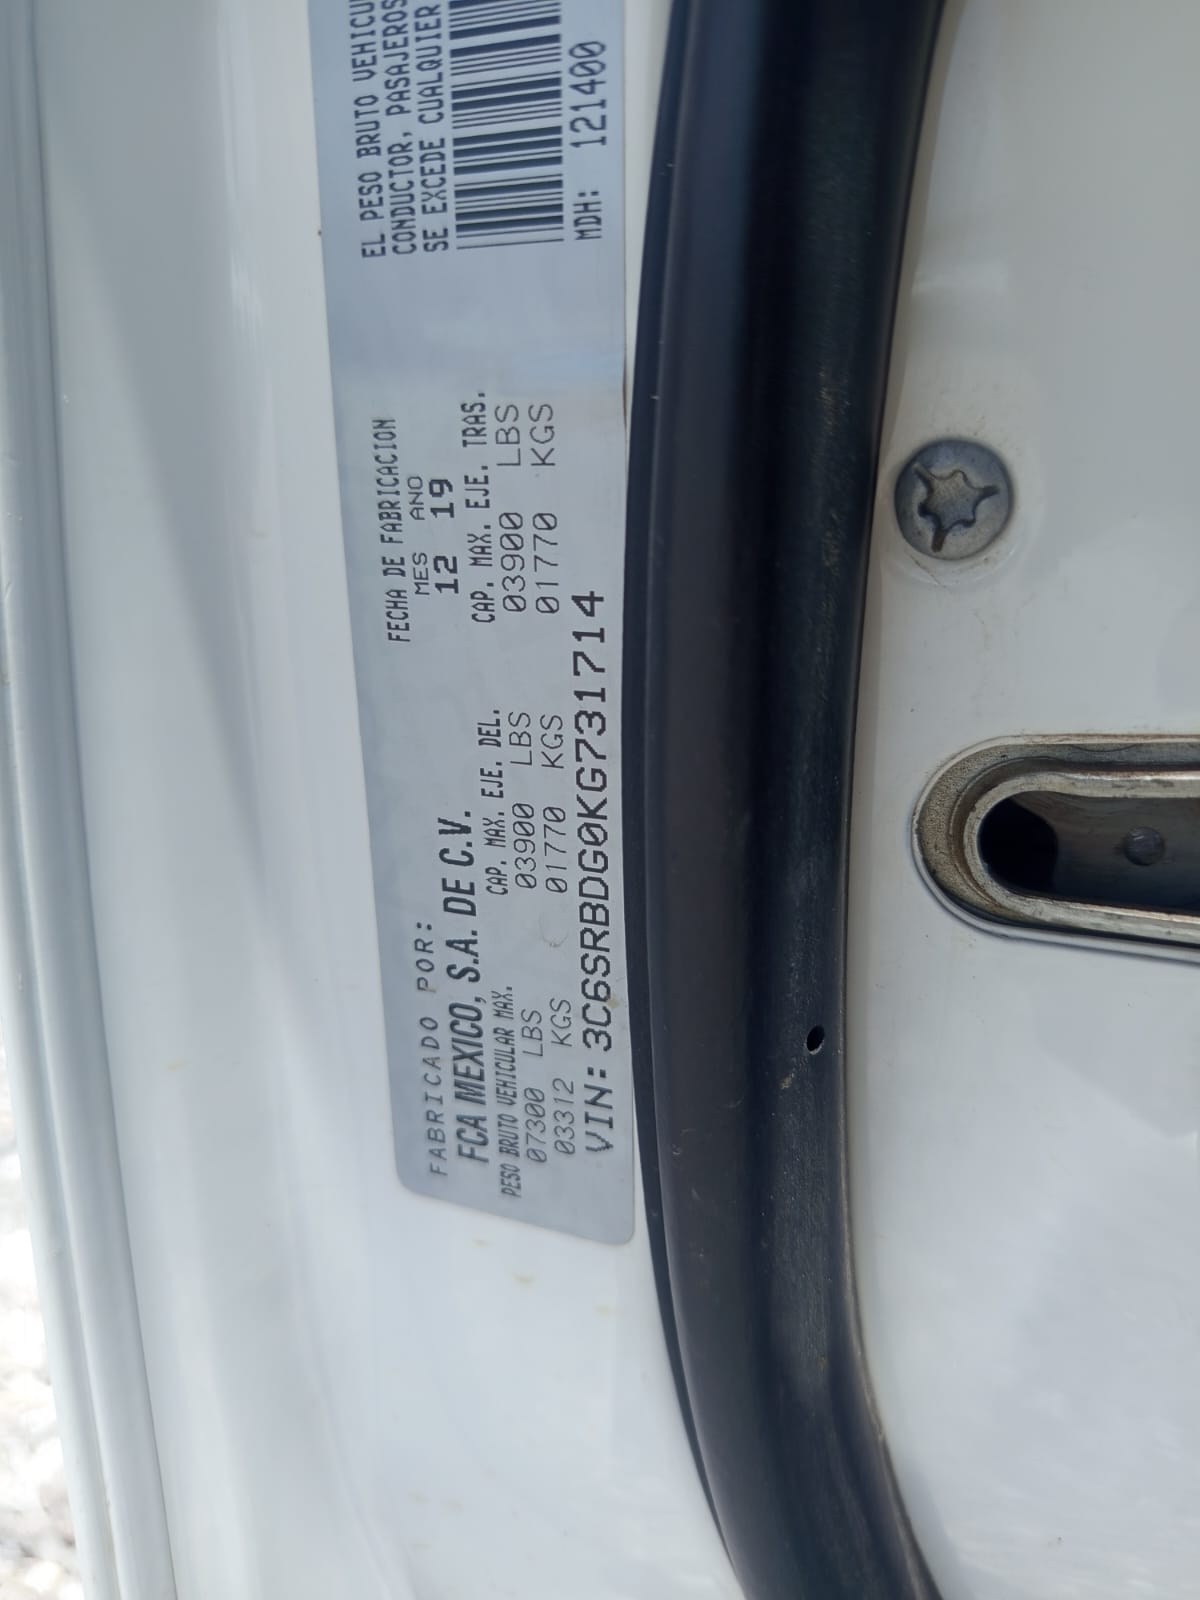 FABRICADO POR:
FCA MEXICO, S.A. DE C.V.
FECHA DE FABRICACION
MES ANO
12 19
PESO BRUTO VEHICULAR MAX.
07300 LBS
03312 KGS
CAP. MAX. EJE. DEL.
03900 LBS
01770 KGS
CAP. MAX. EJE. TRAS.
03900 LBS
01770 KGS
VIN: 3C6SRBDG0KG731714
EL PESO BRUTO
CONDUCTOR, PASAJEROS
SE EXCEDE CUALQUIER
MDH: 121400